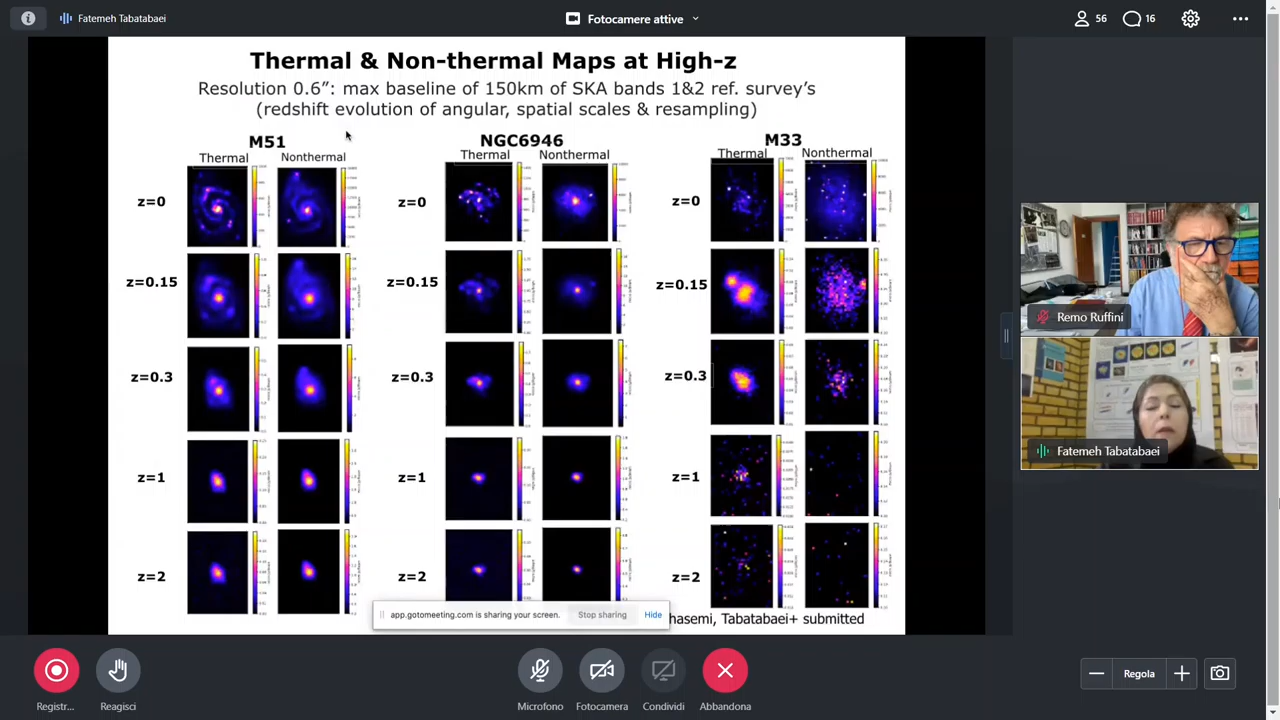 Fatemeh Tabatabaei
Fotocamere attive
56
16
Thermal & Non-thermal Maps at High-z
Resolution 0.6”: max baseline of 150km of SKA bands 1&2 ref. survey’s
(redshift evolution of angular, spatial scales & resampling)
M51
NGC6946
M33
Thermal
Nonthermal
Thermal
Nonthermal
Thermal
Nonthermal
z=0
z=0
z=0
z=0.15
z=0.15
z=0.15
z=0.3
z=0.3
z=0.3
z=1
z=1
z=1
z=2
z=2
z=2
app.gotomeeting.com is sharing your screen.
Stop sharing
Hide
hasemi, Tabatabaei+ submitted
Remo Ruffini
Fatemeh Tabatabaei
Registr...
Reagisci
Microfono
Fotocamera
Condividi
Abbandona
Regola